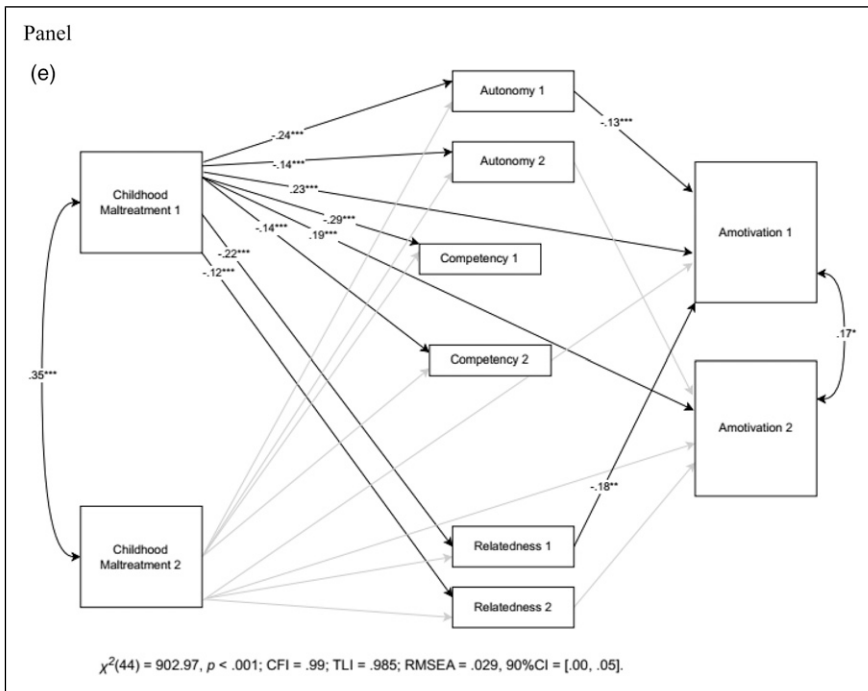 Panel
(e)
Autonomy 1
-.24***
-.13***
Autonomy 2
-.14***
Childhood
Maltreatment 1
.23***
Amotivation 1
-.29***
-.14***
.19***
-.22***
Competency 1
-.12***
.17*
Competency 2
.35***
Amotivation 2
-.18**
Relatedness 1
Childhood
Maltreatment 2
Relatedness 2
χ²(44) = 902.97, p < .001; CFI = .99; TLI = .985; RMSEA = .029, 90%CI = [.00, .05].